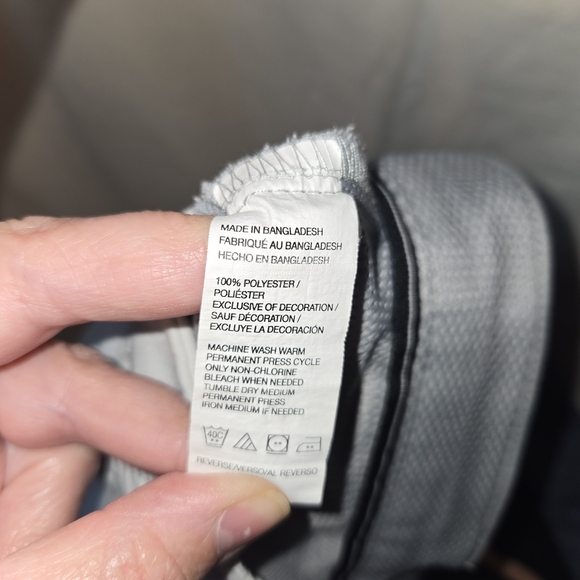 MADE IN BANGLADESH
FABRIQUÉ AU BANGLADESH
HECHO EN BANGLADESH
100% POLYESTER /
POLIÉSTER
EXCLUSIVE OF DECORATION /
SAUF DÉCORATION /
EXCLUYE LA DECORACIÓN
MACHINE WASH WARM
PERMANENT PRESS CYCLE
ONLY NON-CHLORINE
BLEACH WHEN NEEDED
TUMBLE DRY MEDIUM
PERMANENT PRESS
IRON MEDIUM IF NEEDED
40C
REVERSE/VERSO/AL REVERSO